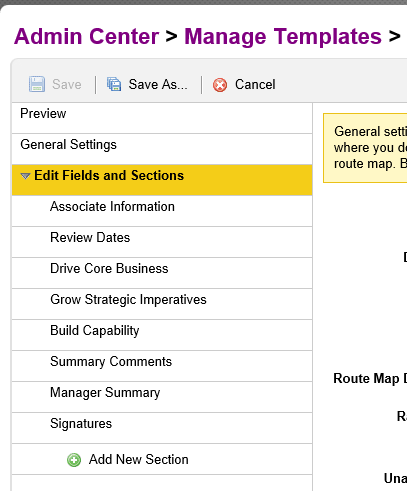 Admin Center > Manage Templates >
Save Save As... Cancel
Preview
General Settings
Edit Fields and Sections
Associate Information
Review Dates
Drive Core Business
Grow Strategic Imperatives
Build Capability
Summary Comments
Manager Summary
Signatures
Add New Section
General setti
where you d
route map. B
D
Route Map D
Ra
Una